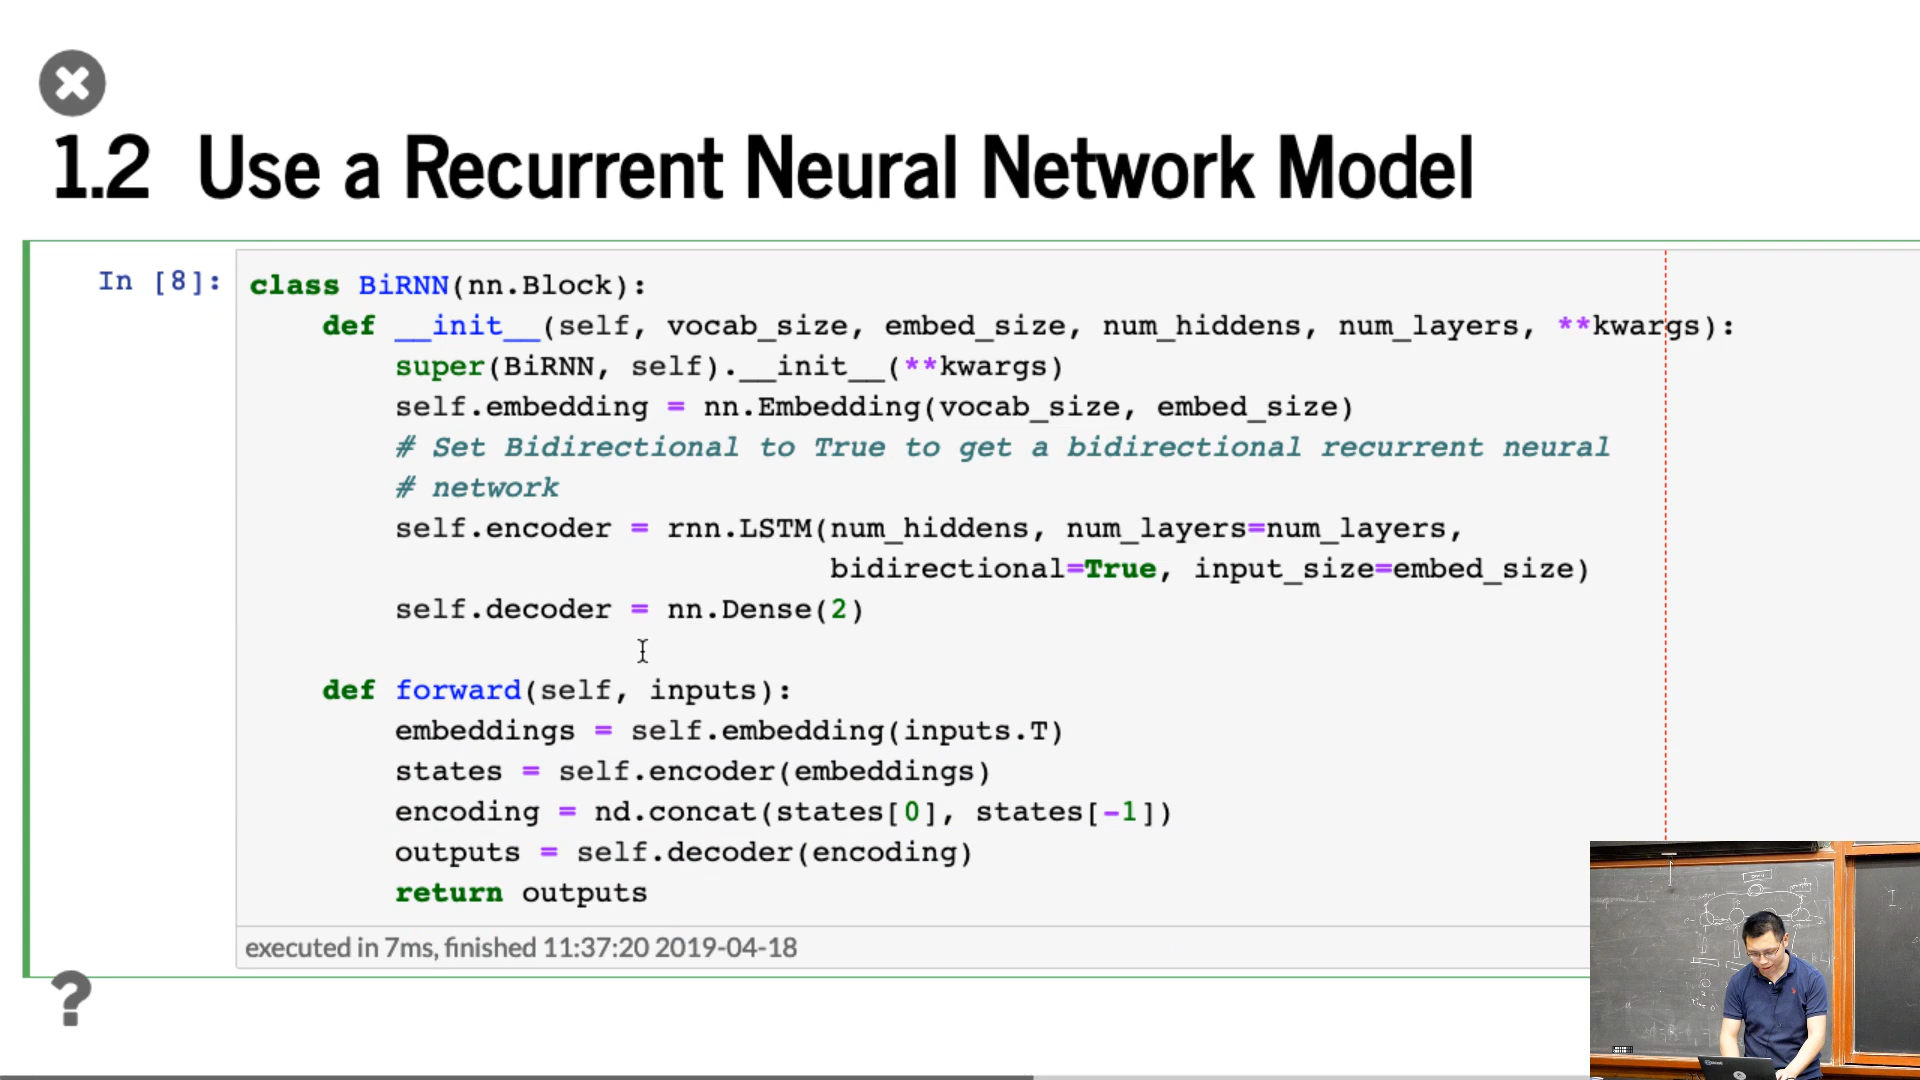 1.2 Use a Recurrent Neural Network Model
In [8]:
class BiRNN(nn.Block):
    def __init__(self, vocab_size, embed_size, num_hiddens, num_layers, **kwargs):
        super(BiRNN, self).__init__(**kwargs)
        self.embedding = nn.Embedding(vocab_size, embed_size)
        # Set Bidirectional to True to get a bidirectional recurrent neural
        # network
        self.encoder = rnn.LSTM(num_hiddens, num_layers=num_layers,
                                bidirectional=True, input_size=embed_size)
        self.decoder = nn.Dense(2)
    def forward(self, inputs):
        embeddings = self.embedding(inputs.T)
        states = self.encoder(embeddings)
        encoding = nd.concat(states[0], states[-1])
        outputs = self.decoder(encoding)
        return outputs
executed in 7ms, finished 11:37:20 2019-04-18
?